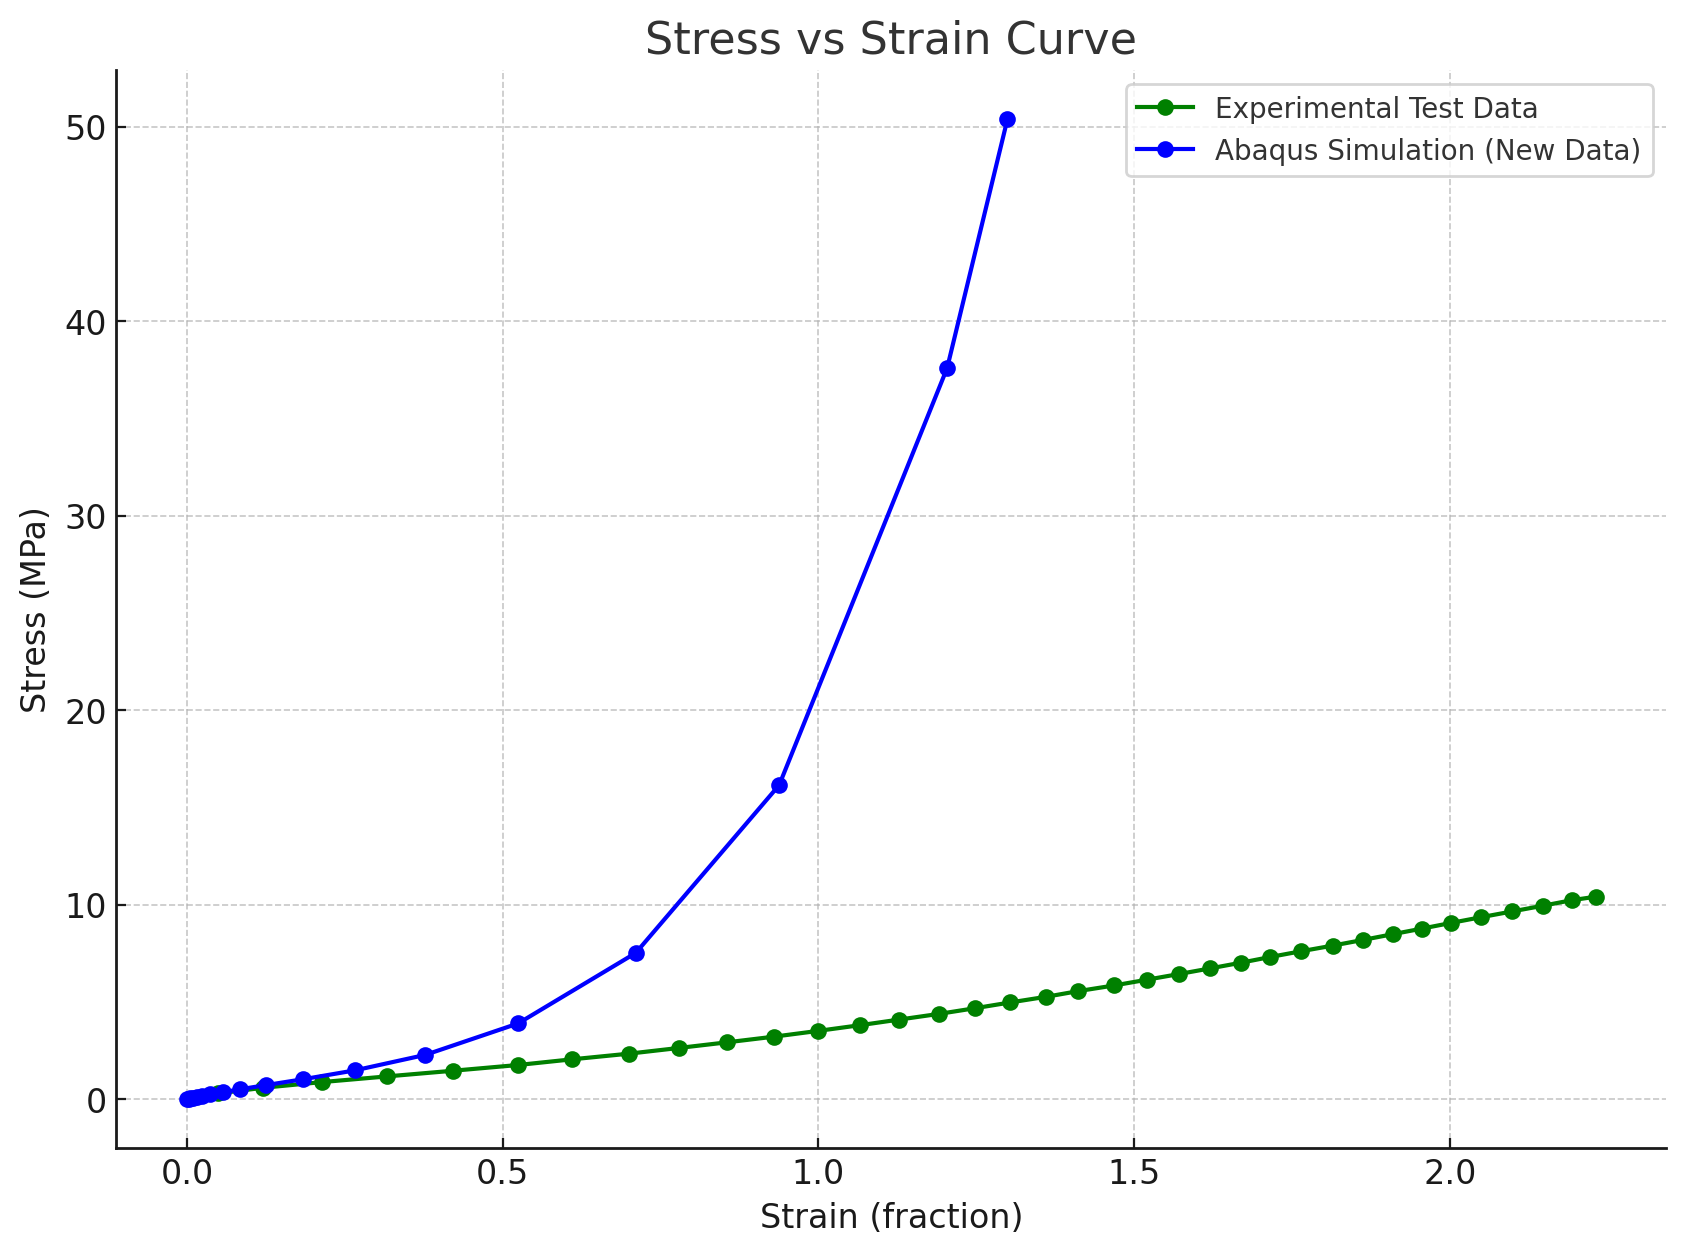 Stress vs Strain Curve
Experimental Test Data
Abaqus Simulation (New Data)
Stress (MPa)
50
40
30
20
10
0
0.0 0.5 1.0 1.5 2.0
Strain (fraction)